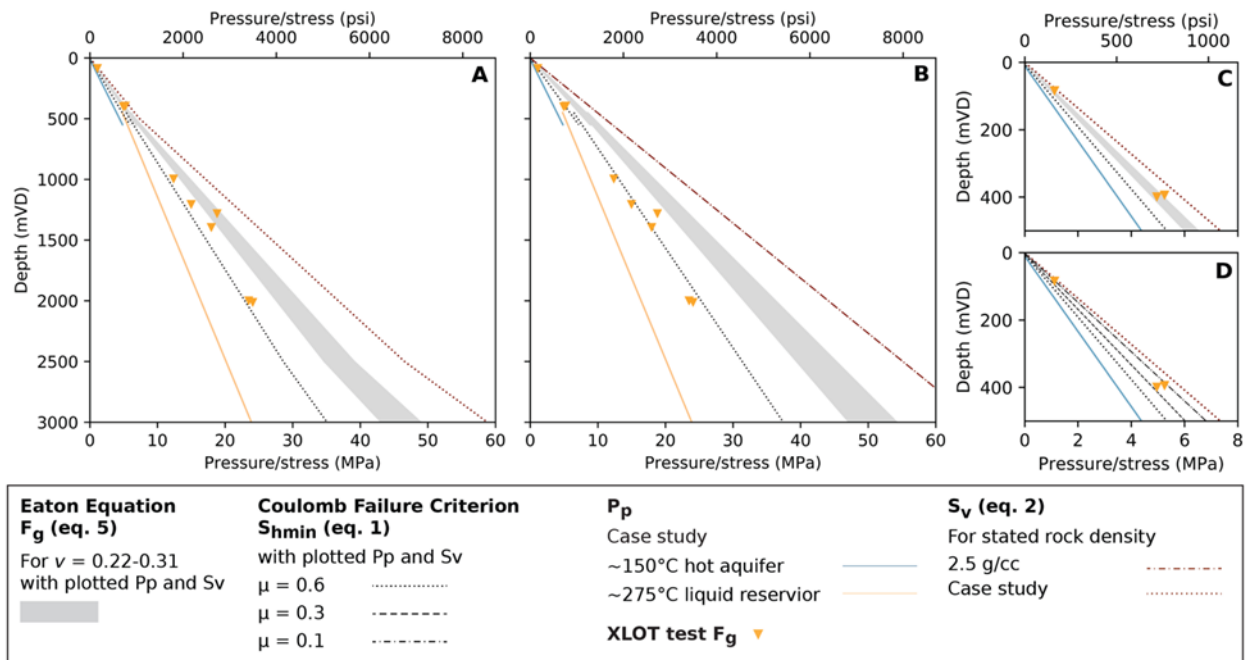 Pressure/stress (psi)
0 2000 4000 6000 8000
A
0
500
1000
1500
2000
2500
3000
Depth (mVD)
0 10 20 30 40 50 60
Pressure/stress (MPa)
Pressure/stress (psi)
0 2000 4000 6000 8000
B
0 10 20 30 40 50 60
Pressure/stress (MPa)
Pressure/stress (psi)
0 500 1000
C
0
200
400
Depth (mVD)
D
0
200
400
Depth (mVD)
0 2 4 6 8
Pressure/stress (MPa)
Eaton Equation
Fg (eq. 5)
For v = 0.22-0.31
with plotted Pp and Sv
Coulomb Failure Criterion
Shmin (eq. 1)
with plotted Pp and Sv
μ = 0.6
μ = 0.3
μ = 0.1
Pp
Case study
~150°C hot aquifer
~275°C liquid reservior
XLOT test Fg
Sv (eq. 2)
For stated rock density
2.5 g/cc
Case study